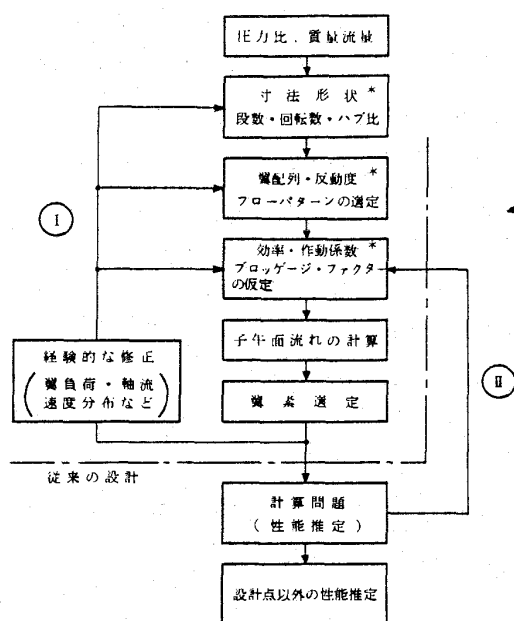 圧力比．質量流量
寸法形状*
段数・回転数・ハブ比
翼配列・反動度*
フローパターンの選定
I
効率・作動係数*
ブロッケージ・ファクター
の仮定
子午面流れの計算
経験的な修正
(翼負荷・軸流
速度分布など)
II
翼素選定
従来の設計
計算問題
(性能推定)
設計点以外の性能推定